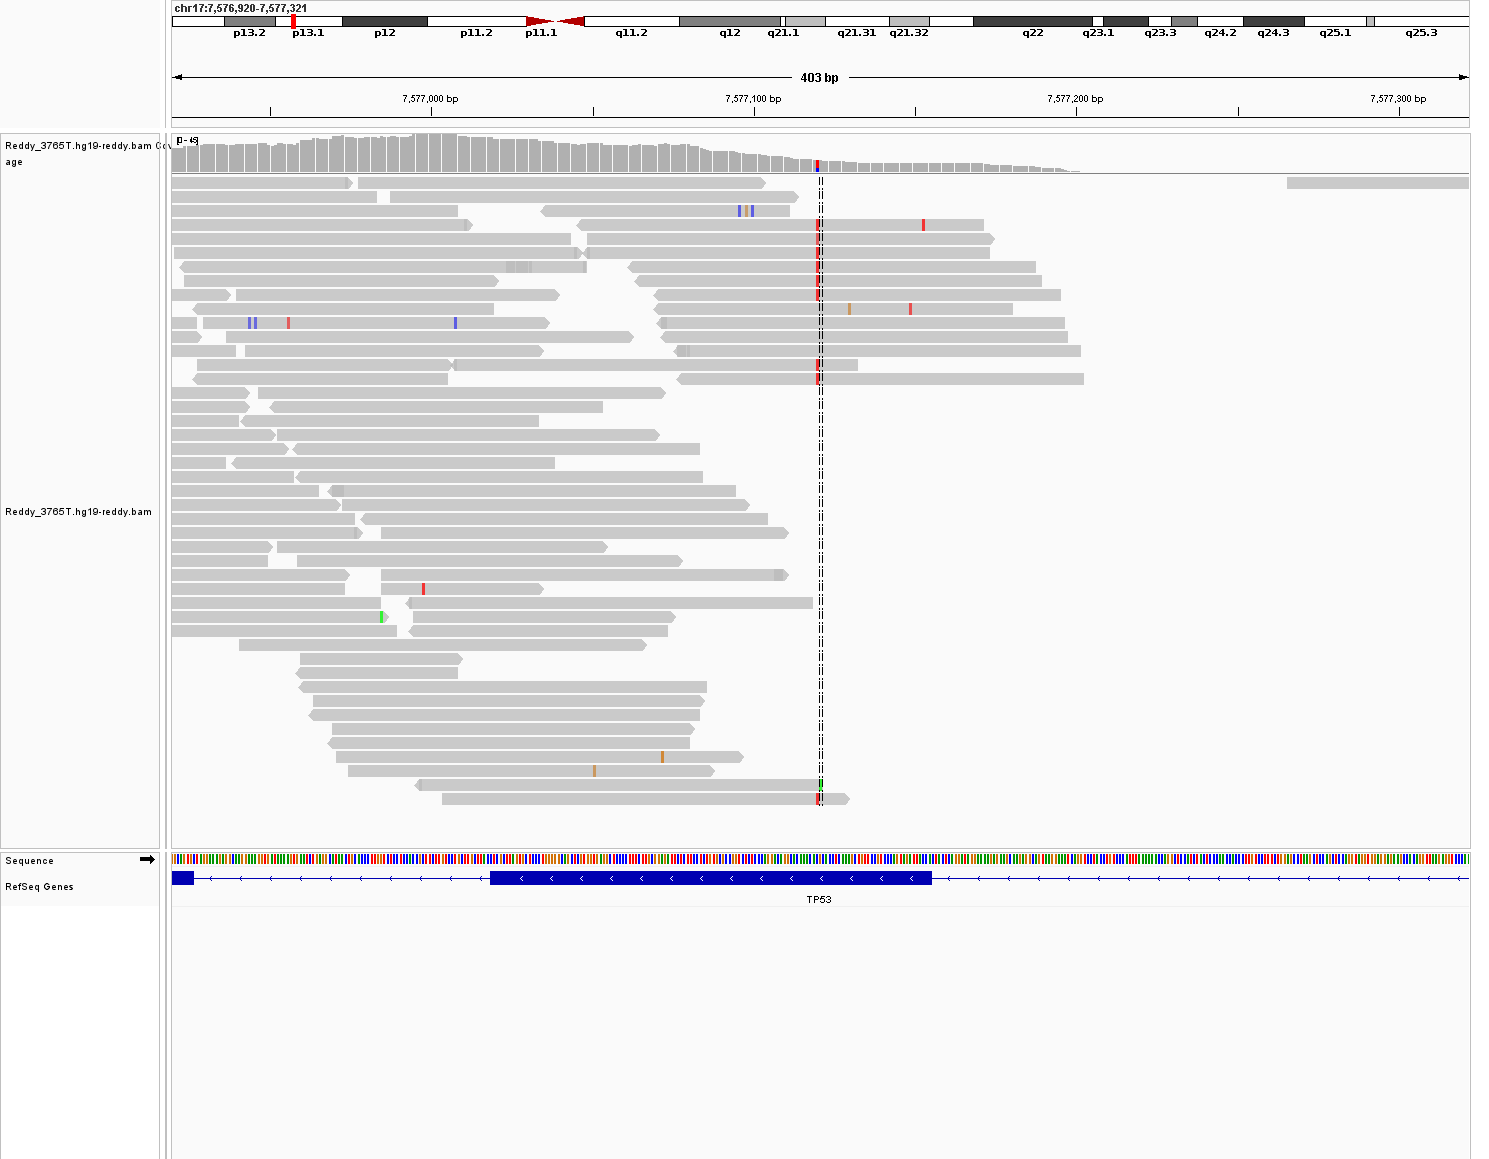 chr17:7,576,920-7,577,321
p13.2 p13.1 p12 p11.2 p11.1 q11.2 q12 q21.1 q21.31 q21.32 q22 q23.1 q23.3 q24.2 q24.3 q25.1 q25.3
403 bp
7,577,000 bp 7,577,100 bp 7,577,200 bp 7,577,300 bp
[0 - 45]
Reddy_3765T.hg19-reddy.bam Cov
age
Reddy_3765T.hg19-reddy.bam
Sequence
RefSeq Genes
TP53